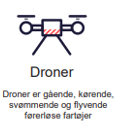 Droner
Droner er gående, kørende,
svømmende og flyvende
førerløse fartøjer